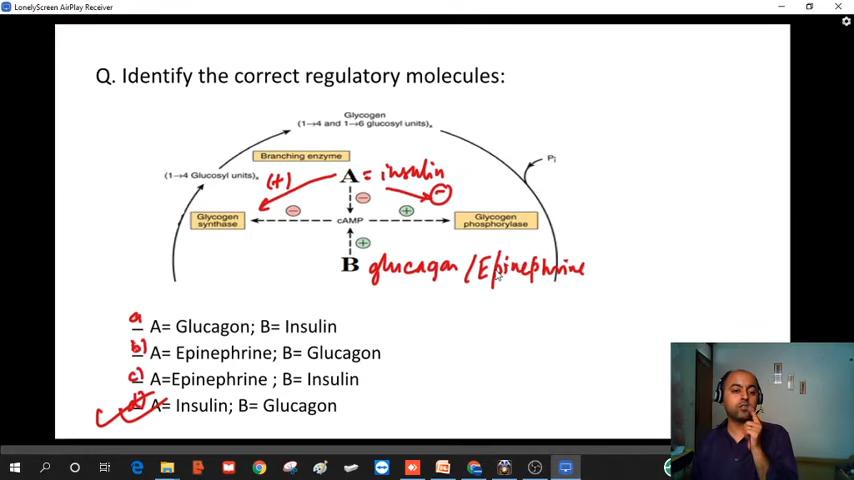 LonelyScreen AirPlay Receiver
Q. Identify the correct regulatory molecules:
Glycogen
(1→4 and 1→6 glucosyl units)x
Branching enzyme
Pi
(1→4 Glucosyl units)x
(+)
A = insulin
−
−
Glycogen
synthase
−
cAMP
+
Glycogen
phosphorylase
+
B glucagon / Epinephrine
a A= Glucagon; B= Insulin
b) A= Epinephrine; B= Glucagon
c) A=Epinephrine ; B= Insulin
d) A= Insulin; B= Glucagon